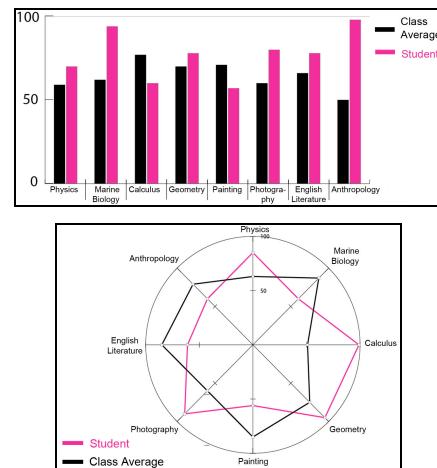 100
Class
Average
Student
50
0
Physics
Marine
Biology
Calculus
Geometry
Painting
Photogra-
phy
English
Literature
Anthropology
Physics
100
Anthropology
Marine
Biology
50
English
Literature
Calculus
Photography
Geometry
Student
Painting
Class Average